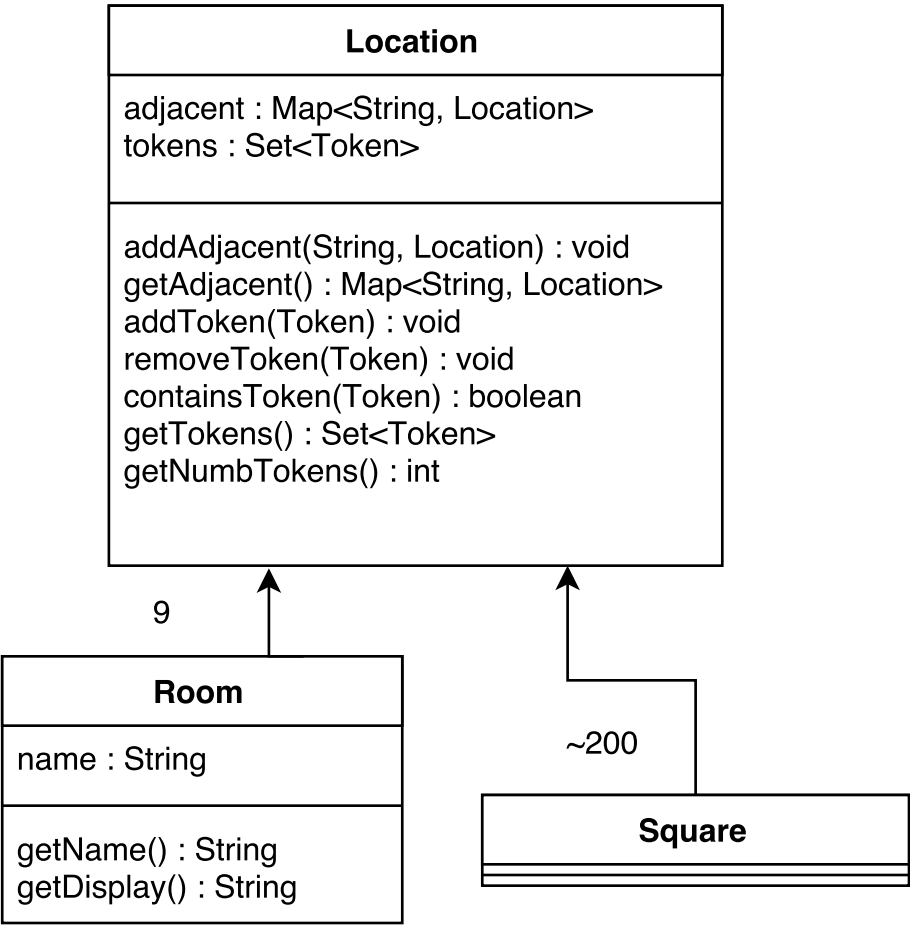 Location
adjacent : Map<String, Location>
tokens : Set<Token>
addAdjacent(String, Location) : void
getAdjacent() : Map<String, Location>
addToken(Token) : void
removeToken(Token) : void
containsToken(Token) : boolean
getTokens() : Set<Token>
getNumbTokens() : int
9
Room
name : String
getName() : String
getDisplay() : String
~200
Square